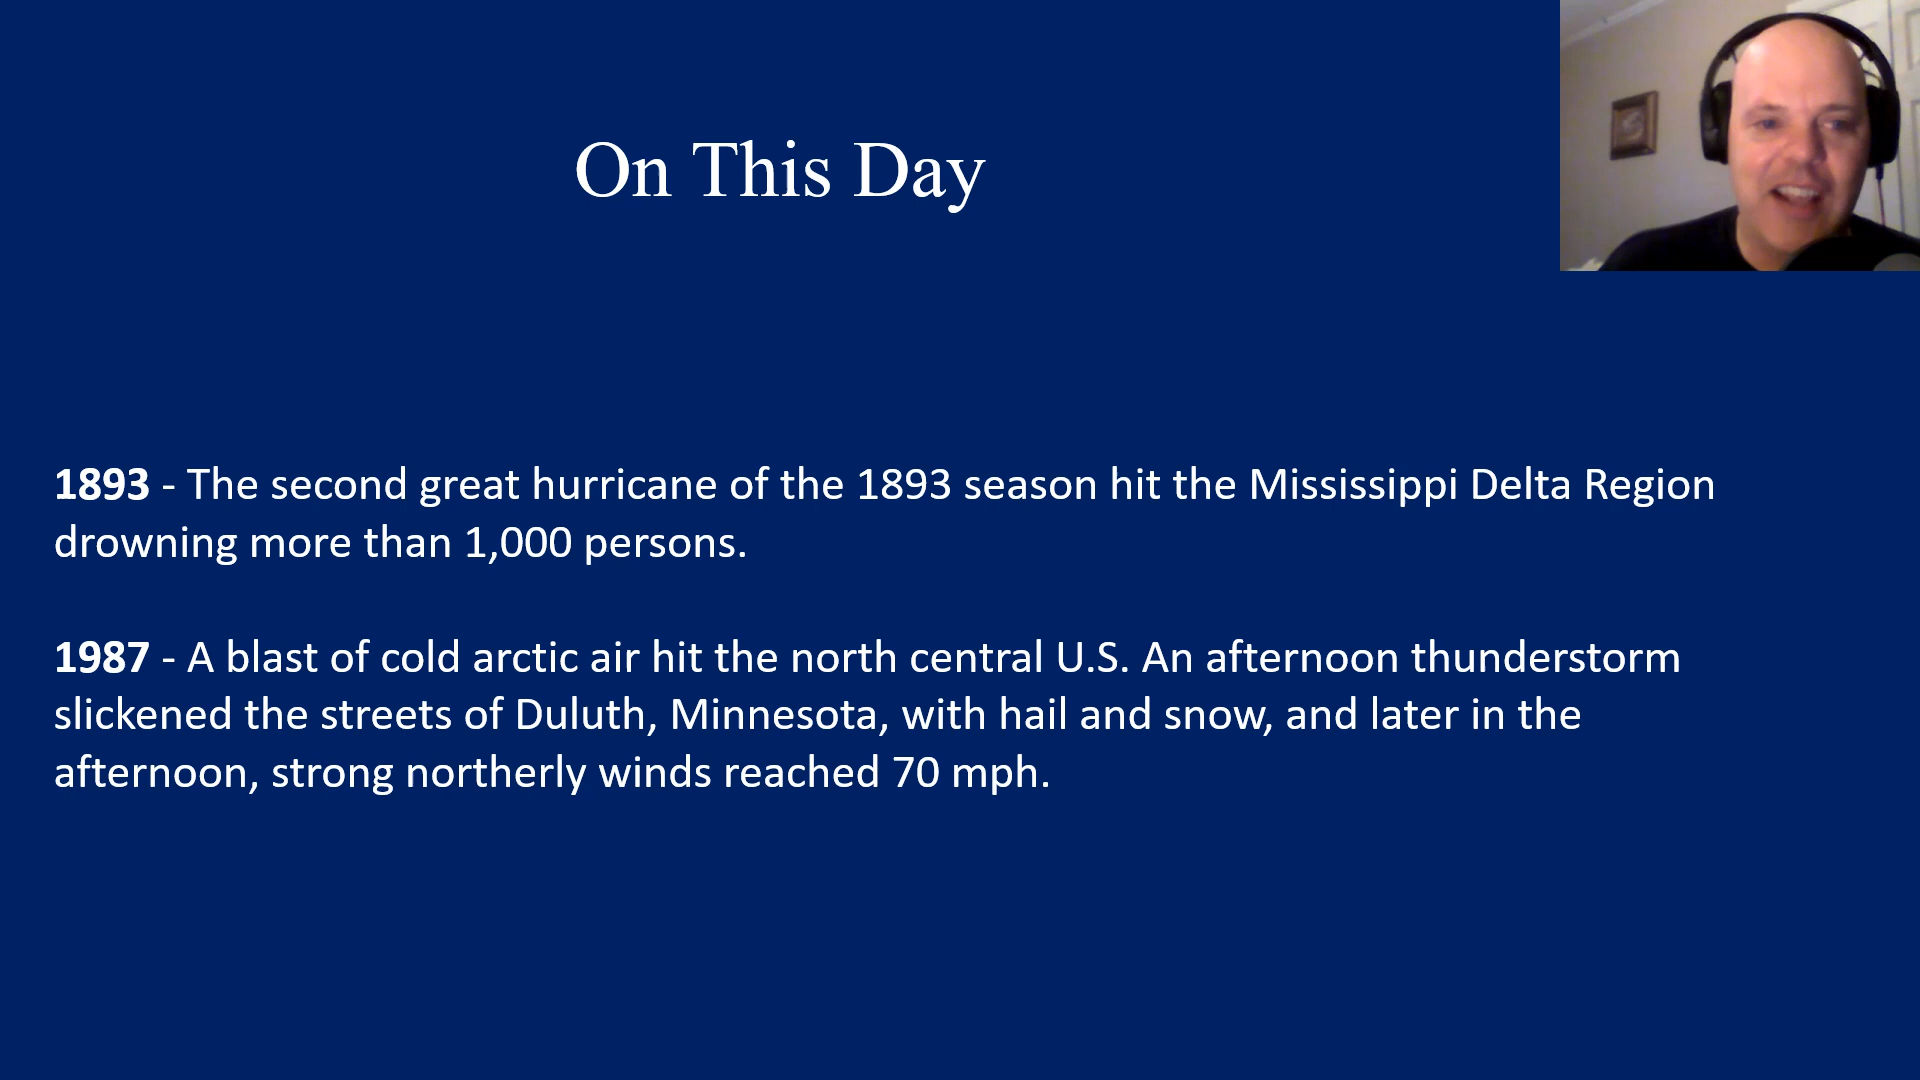 On This Day
1893 - The second great hurricane of the 1893 season hit the Mississippi Delta Region
drowning more than 1,000 persons.
1987 - A blast of cold arctic air hit the north central U.S. An afternoon thunderstorm
slickened the streets of Duluth, Minnesota, with hail and snow, and later in the
afternoon, strong northerly winds reached 70 mph.